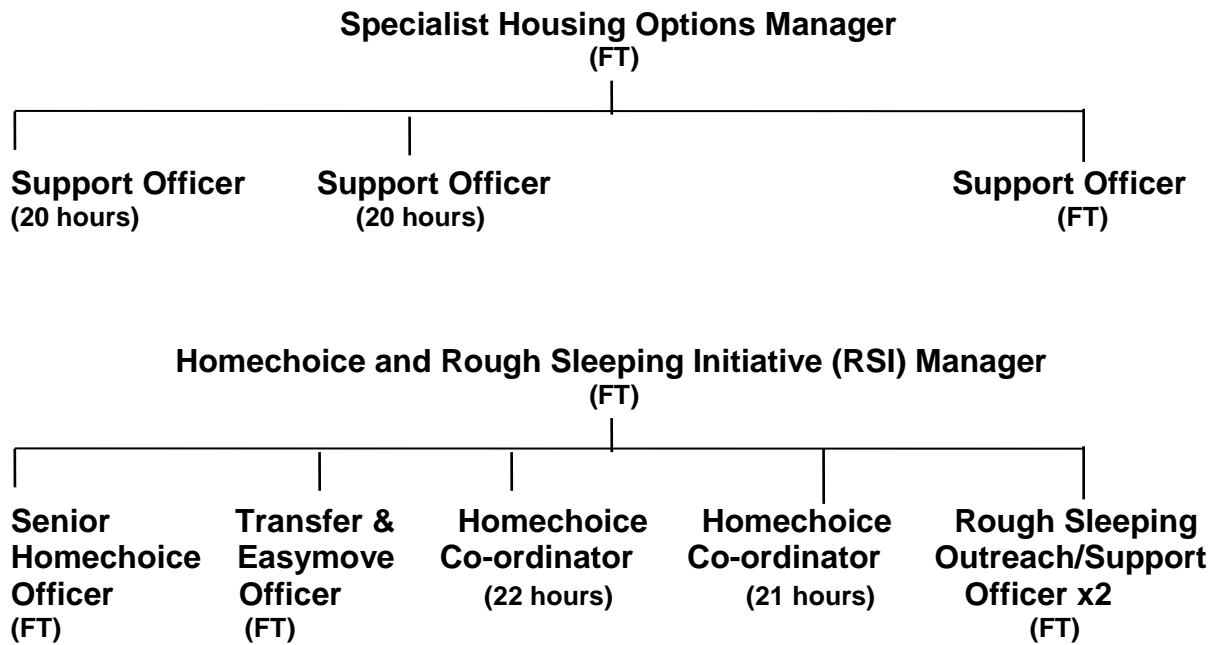 Specialist Housing Options Manager
(FT)
Support Officer
(20 hours)
Support Officer
(20 hours)
Support Officer
(FT)
Homechoice and Rough Sleeping Initiative (RSI) Manager
(FT)
Senior
Homechoice
Officer
(FT)
Transfer &
Easymove
Officer
(FT)
Homechoice
Co-ordinator
(22 hours)
Homechoice
Co-ordinator
(21 hours)
Rough Sleeping
Outreach/Support
Officer x2
(FT)